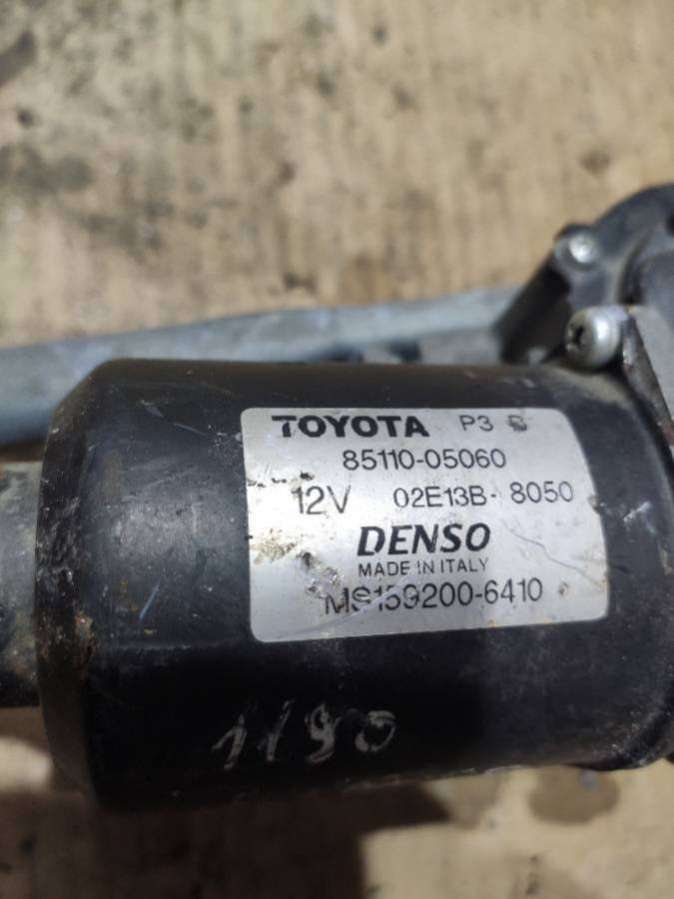 TOYOTA P3 S
85110-05060
12V 02E13B-8050
DENSO
MADE IN ITALY
MS159200-6410
1190